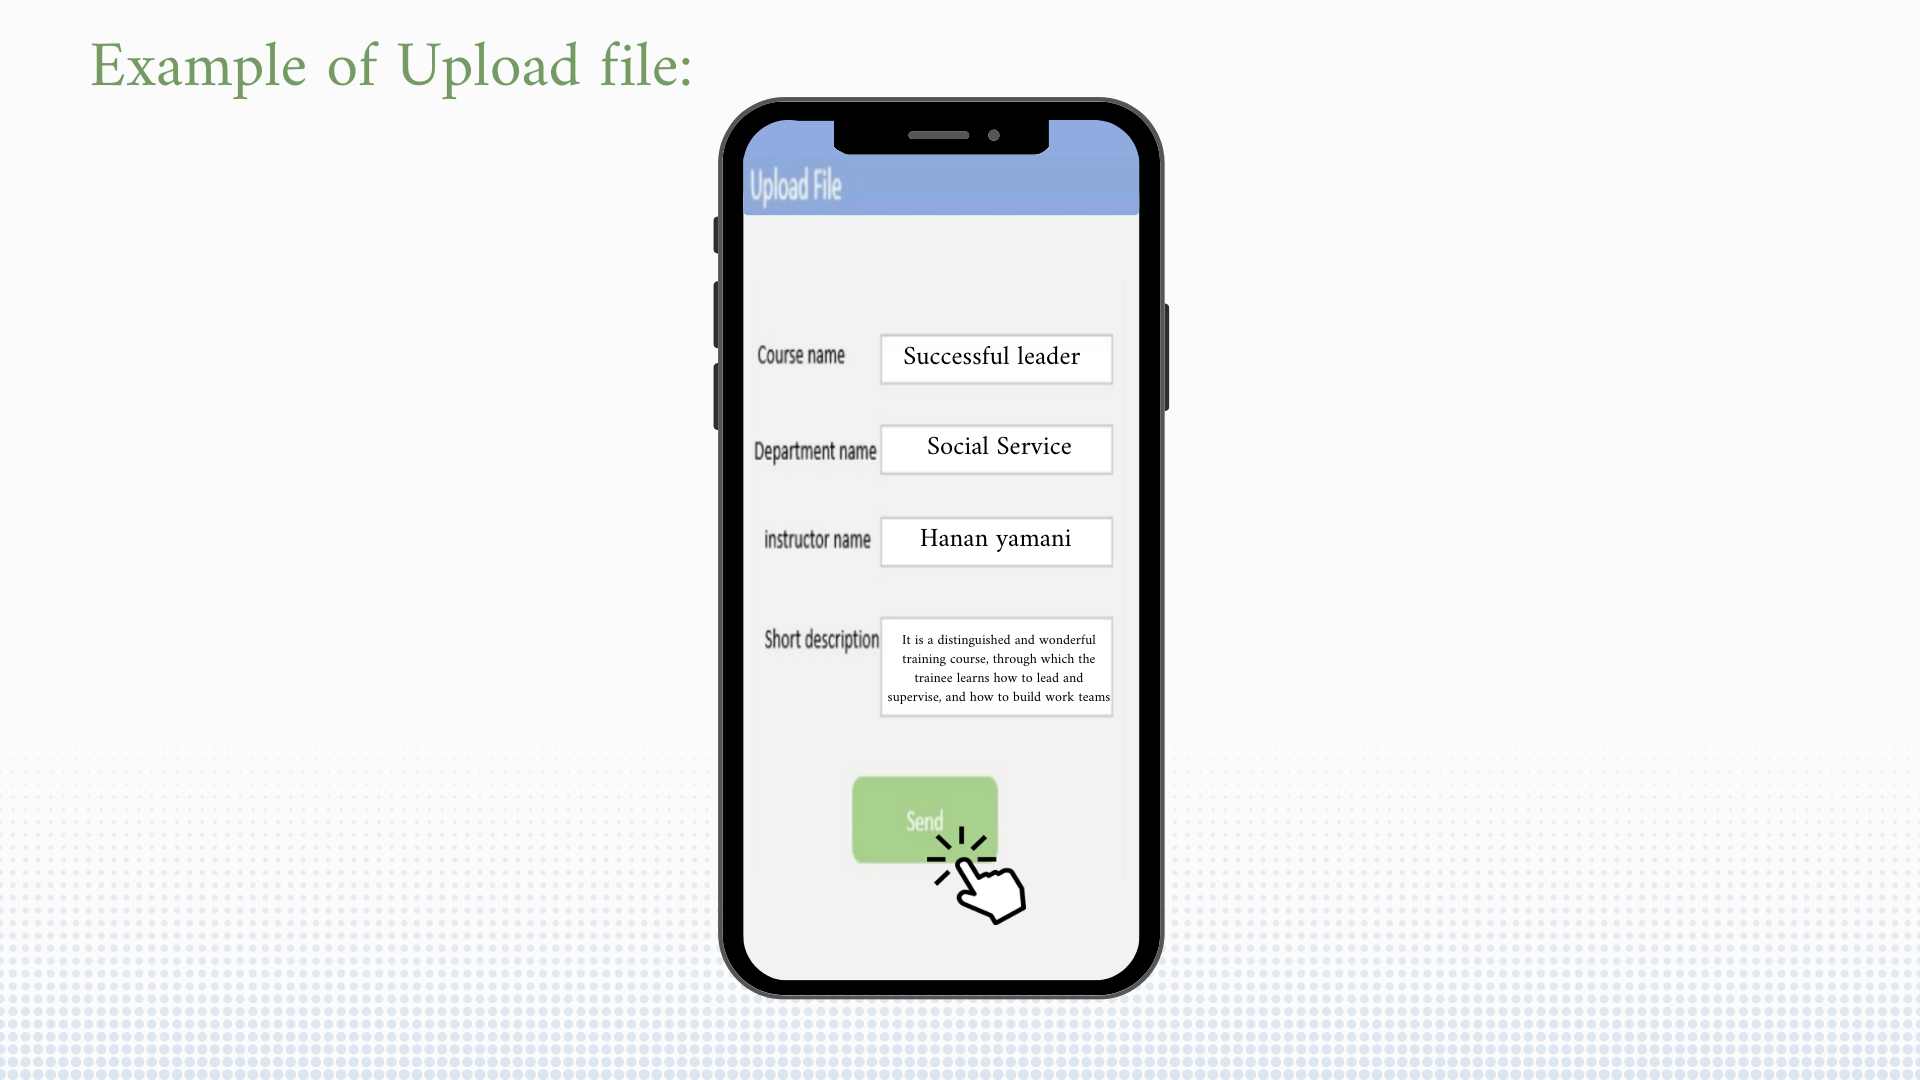 Example of Upload file:
Upload File
Course name
Successful leader
Department name
Social Service
instructor name
Hanan yamani
Short description
It is a distinguished and wonderful
training course, through which the
trainee learns how to lead and
supervise, and how to build work teams
Send